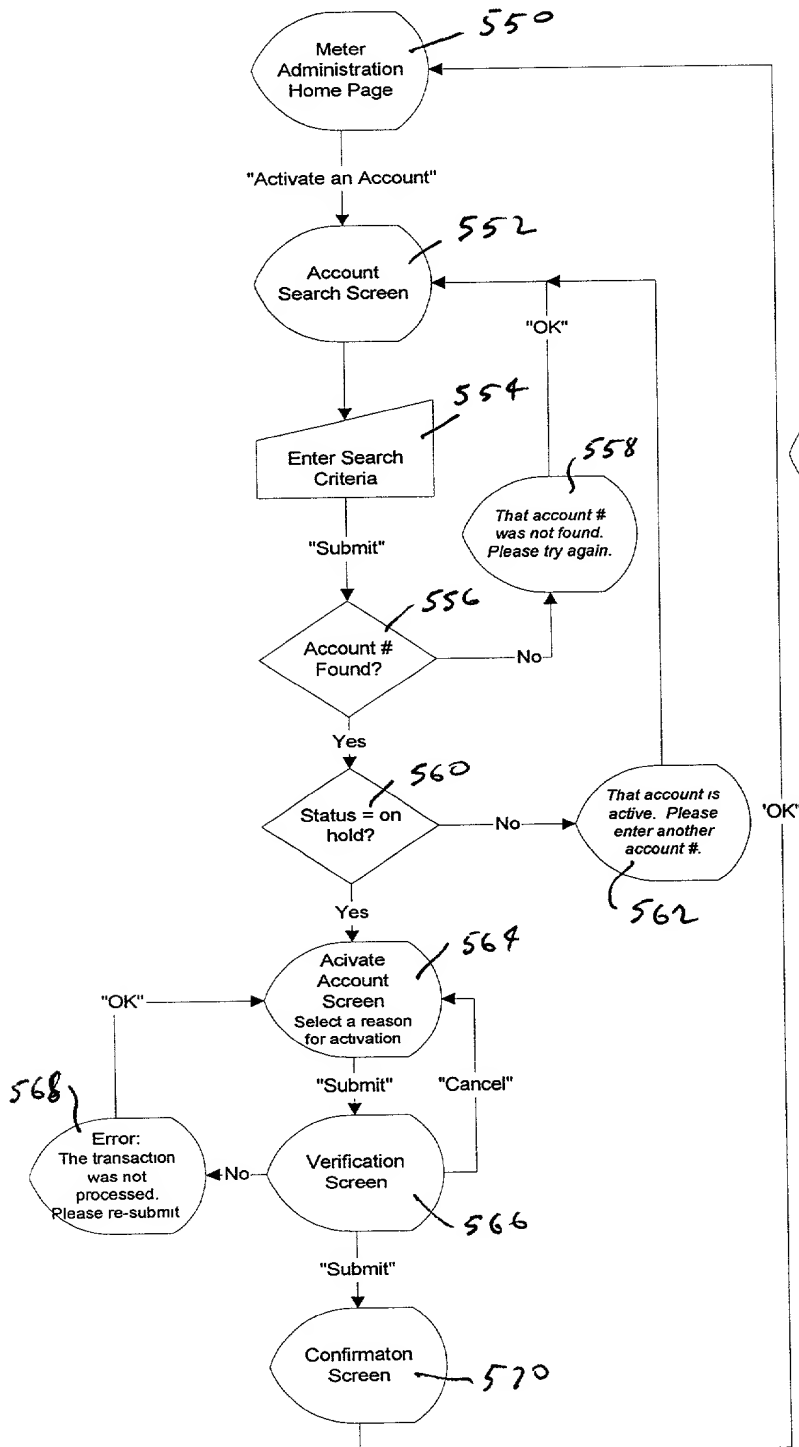 550
Meter
Administration
Home Page
"Activate an Account"
552
Account
Search Screen
"OK"
554
Enter Search
Criteria
558
That account #
was not found.
Please try again.
"Submit"
556
Account #
Found?
No
Yes
560
Status = on
hold?
No
That account is
active. Please
enter another
account #.
'OK"
562
Yes
564
Acivate
Account
Screen
Select a reason
for activation
"OK"
"Submit"
"Cancel"
568
Error:
The transaction
was not
processed.
Please re-submit
No
Verification
Screen
566
"Submit"
Confirmaton
Screen
570